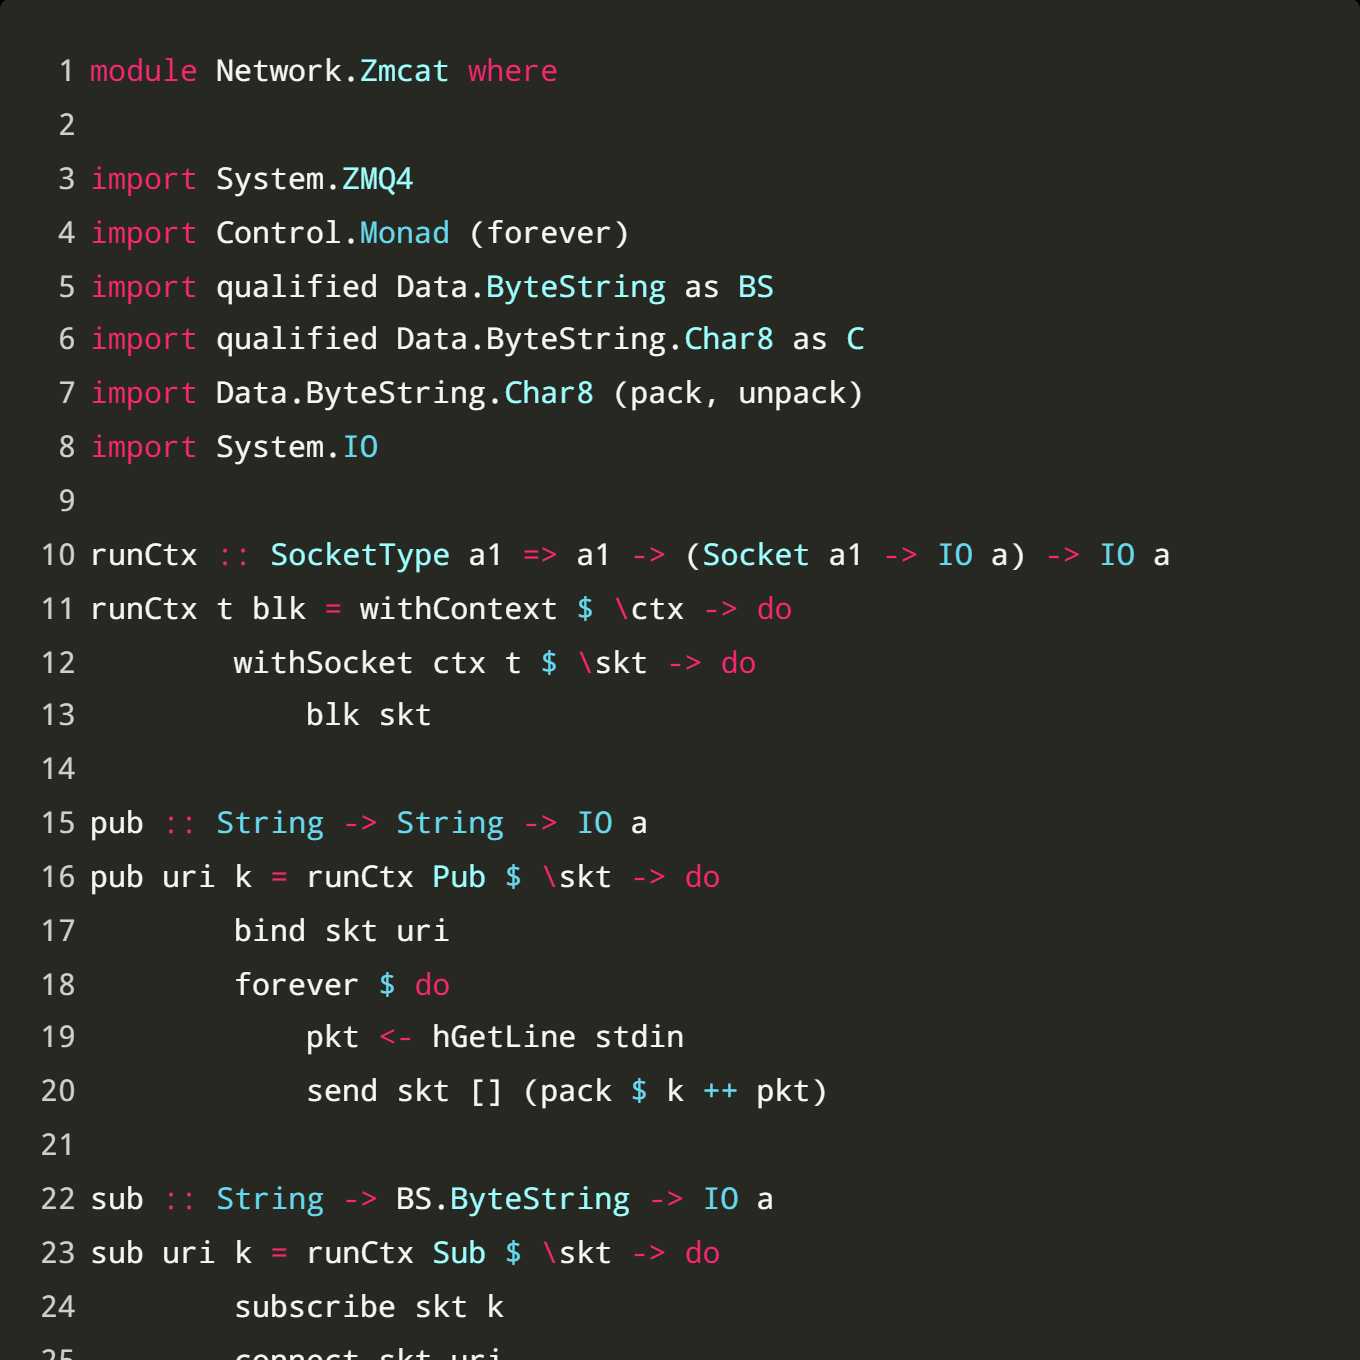 1 module Network.Zmcat where
2
3 import System.ZMQ4
4 import Control.Monad (forever)
5 import qualified Data.ByteString as BS
6 import qualified Data.ByteString.Char8 as C
7 import Data.ByteString.Char8 (pack, unpack)
8 import System.IO
9
10 runCtx :: SocketType a1 => a1 -> (Socket a1 -> IO a) -> IO a
11 runCtx t blk = withContext $ \ctx -> do
12         withSocket ctx t $ \skt -> do
13             blk skt
14
15 pub :: String -> String -> IO a
16 pub uri k = runCtx Pub $ \skt -> do
17         bind skt uri
18         forever $ do
19             pkt <- hGetLine stdin
20             send skt [] (pack $ k ++ pkt)
21
22 sub :: String -> BS.ByteString -> IO a
23 sub uri k = runCtx Sub $ \skt -> do
24         subscribe skt k
25         connect skt uri